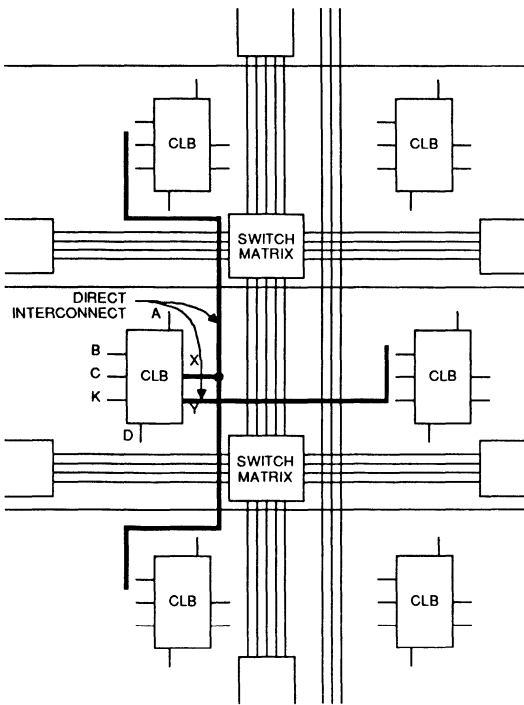 CLB
CLB
SWITCH
MATRIX
DIRECT
INTERCONNECT
A
B
X
C
CLB
CLB
K
Y
D
SWITCH
MATRIX
CLB
CLB